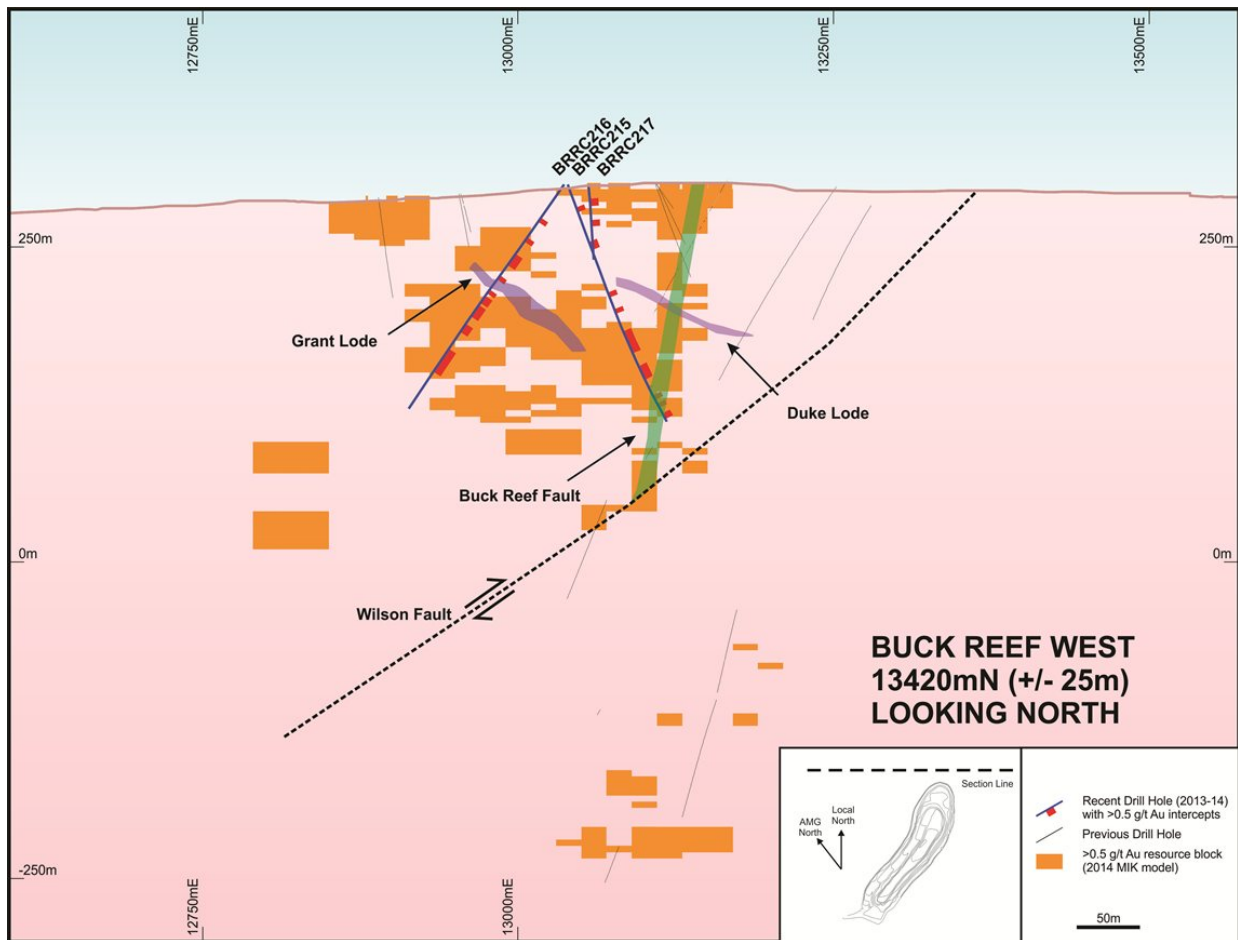 12750mE
13000mE
13250mE
13500mE
BRRC216
BRRC215
BRRC217
250m
250m
Grant Lode
Duke Lode
Buck Reef Fault
0m
0m
Wilson Fault
BUCK REEF WEST
13420mN (+/- 25m)
LOOKING NORTH
Section Line
AMG
North
Local
North
Recent Drill Hole (2013-14)
with >0.5 g/t Au intercepts
Previous Drill Hole
>0.5 g/t Au resource block
(2014 MIK model)
50m
-250m
12750mE
13000mE